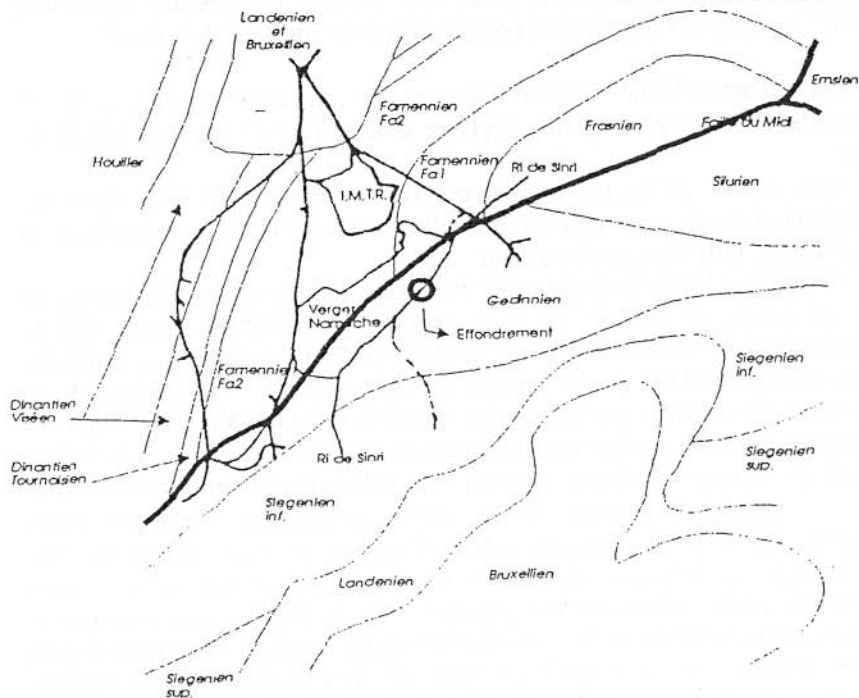 Landenien
et
Bruxellien
Famennien
Fa2
Emsien
Frasnien
Faille du Midi
Houiller
Famennien
Fa1
Ri de Sinri
Silurien
I.M.T.R.
Gedinnien
Verger
Namèche
Effondrement
Siegenien
inf.
Famennien
Fa2
Dinantien
Viséen
Siegenien
sup.
Dinantien
Tournaisien
Ri de Sinri
Siegenien
inf.
Landenien
Bruxellien
Siegenien
sup.